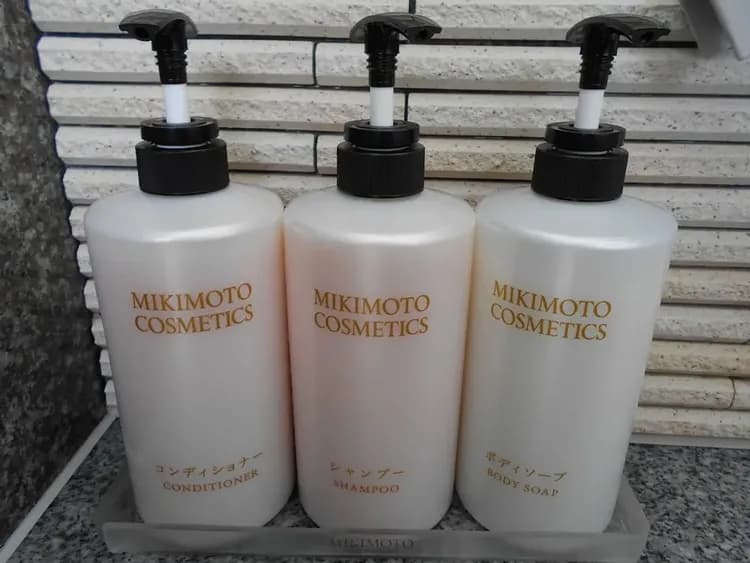 MIKIMOTO
COSMETICS
コンディショナー
CONDITIONER
MIKIMOTO
COSMETICS
シャンプー
SHAMPOO
MIKIMOTO
COSMETICS
ボディソープ
BODY SOAP
MIKIMOTO